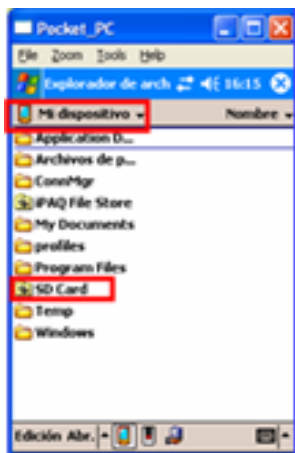 Pocket_PC
File Zoom Tools Help
Explorador de arch 16:15
Mi dispositivo Nombre
Application D...
Archivos de p...
ConnMgr
iPAQ File Store
My Documents
profiles
Program Files
SD Card
Temp
Windows
Edición Abr.